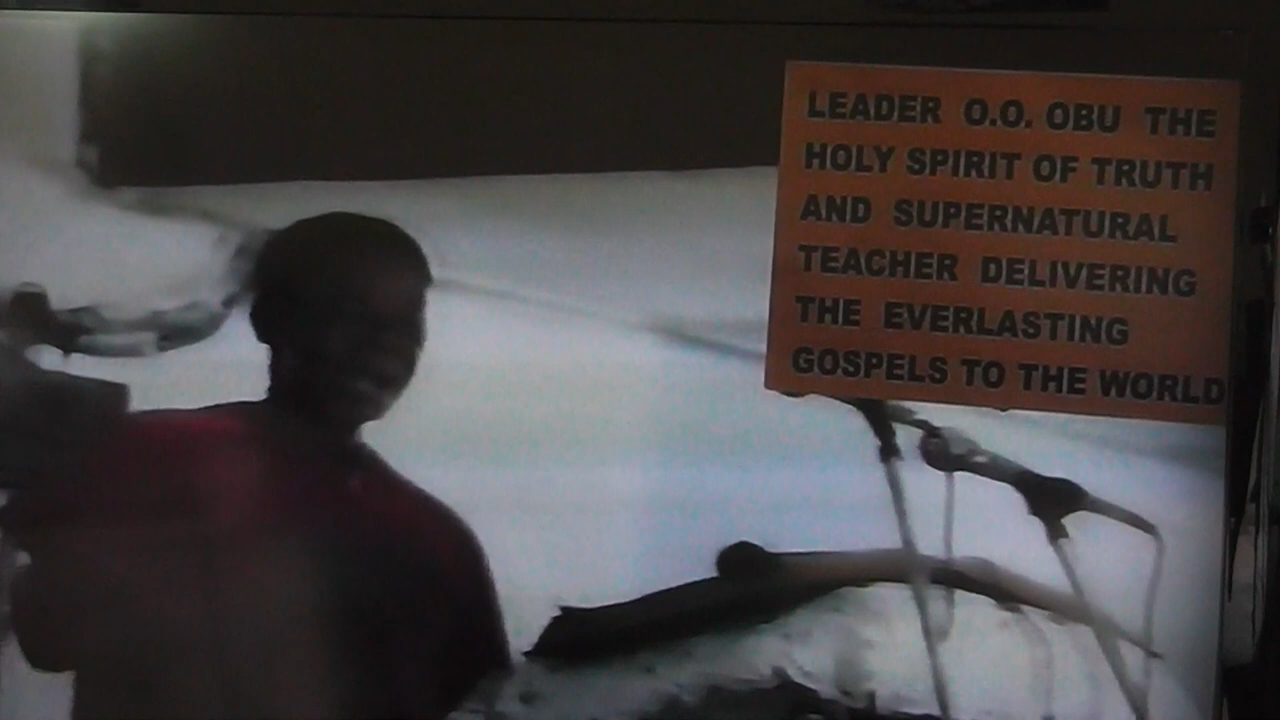 LEADER O.O. OBU THE
HOLY SPIRIT OF TRUTH
AND SUPERNATURAL
TEACHER DELIVERING
THE EVERLASTING
GOSPELS TO THE WORLD